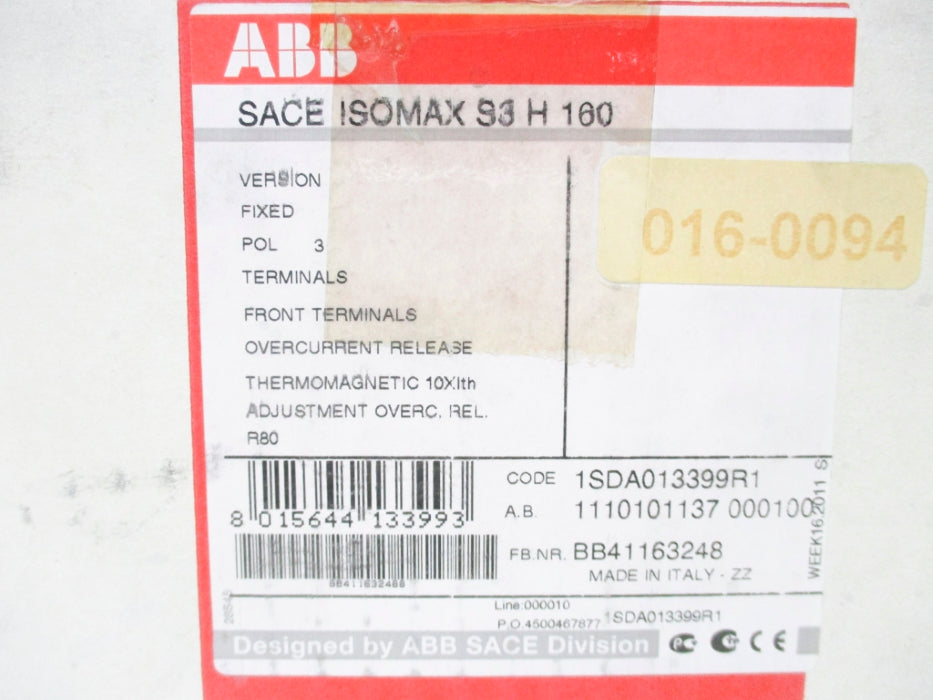 ABB
SACE ISOMAX S3 H 160
VERSION
FIXED
POL 3
TERMINALS
FRONT TERMINALS
OVERCURRENT RELEASE
THERMOMAGNETIC 10XIth
ADJUSTMENT OVERC. REL.
R80
016-0094
8 015644 133993
CODE 1SDA013399R1
A.B. 1110101137 000100
FB.NR. BB41163248
MADE IN ITALY - ZZ
WEEK16.2011 S
Line:000010
P.O.4500467877 1SDA013399R1
Designed by ABB SACE Division
CE